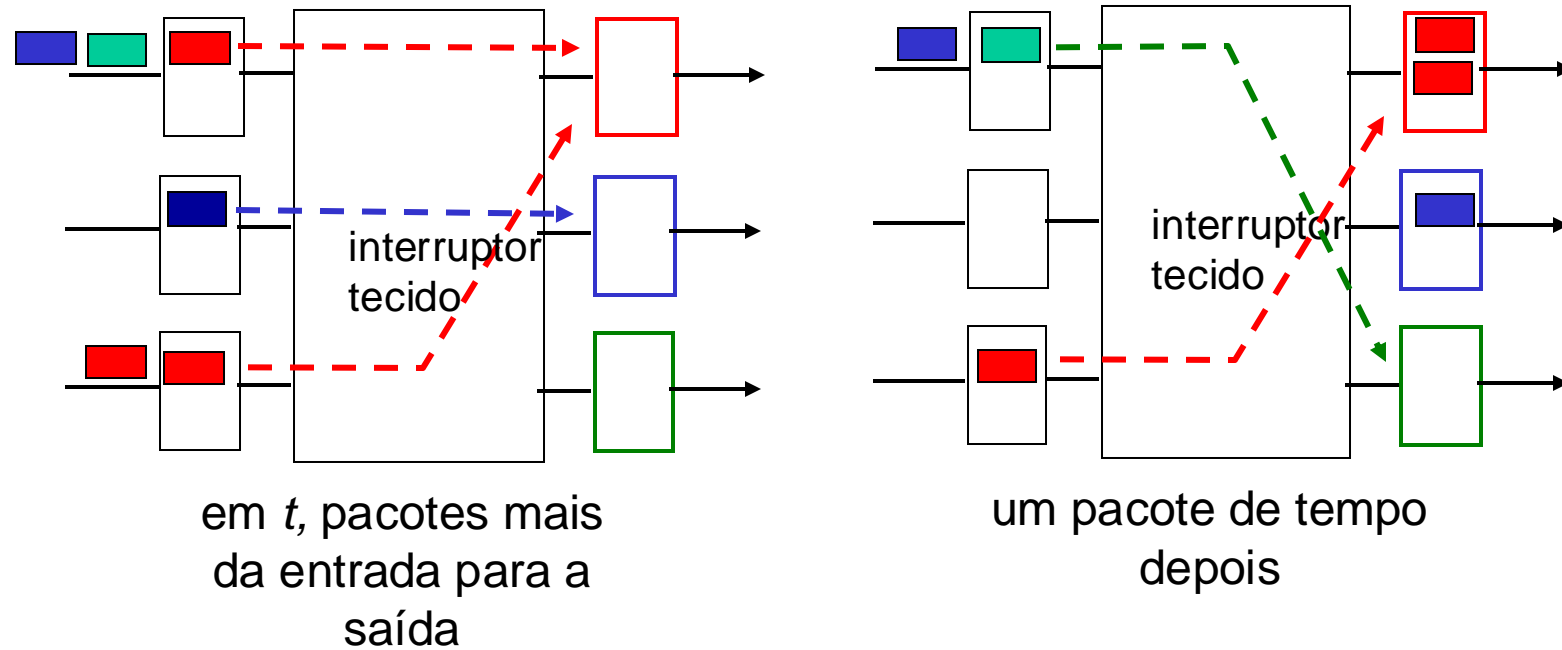 interruptor
tecido
em t, pacotes mais
da entrada para a
saída
interruptor
tecido
um pacote de tempo
depois